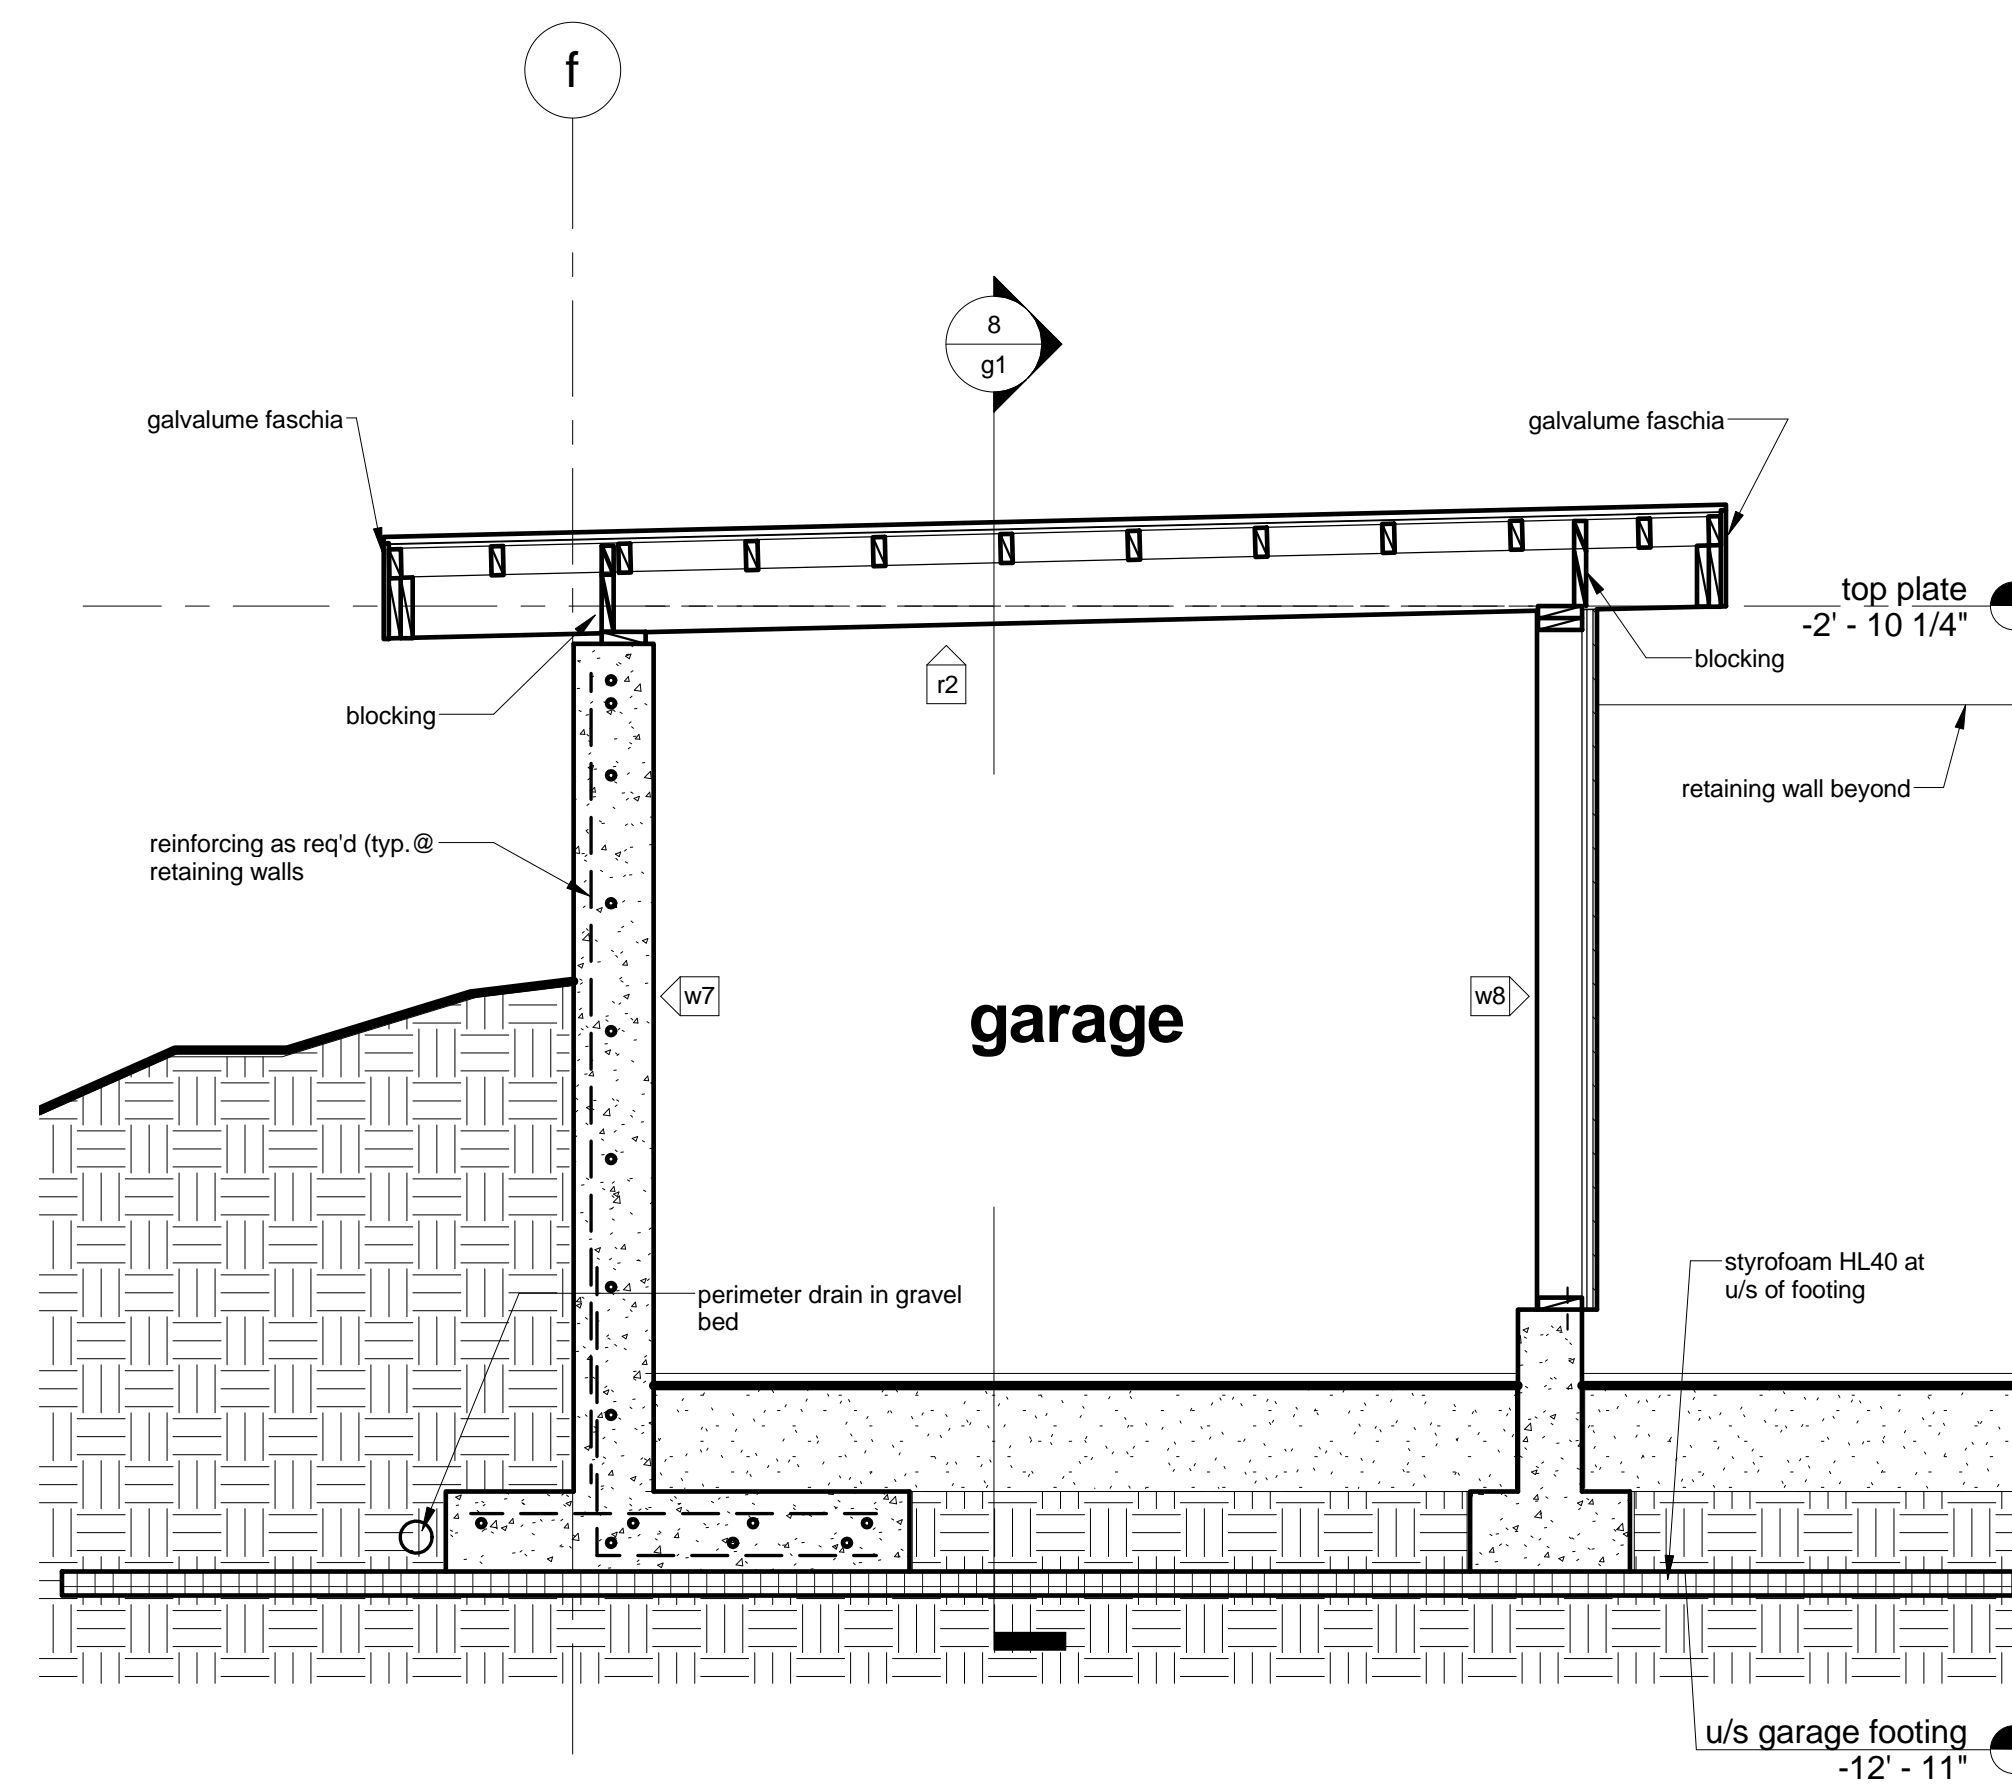 f
8
g1
galvalume faschia
galvalume faschia
top plate
-2' - 10 1/4"
blocking
r2
blocking
retaining wall beyond
reinforcing as req'd (typ.@
retaining walls
w7
w8
garage
styrofoam HL40 at
u/s of footing
perimeter drain in gravel
bed
u/s garage footing
-12' - 11"